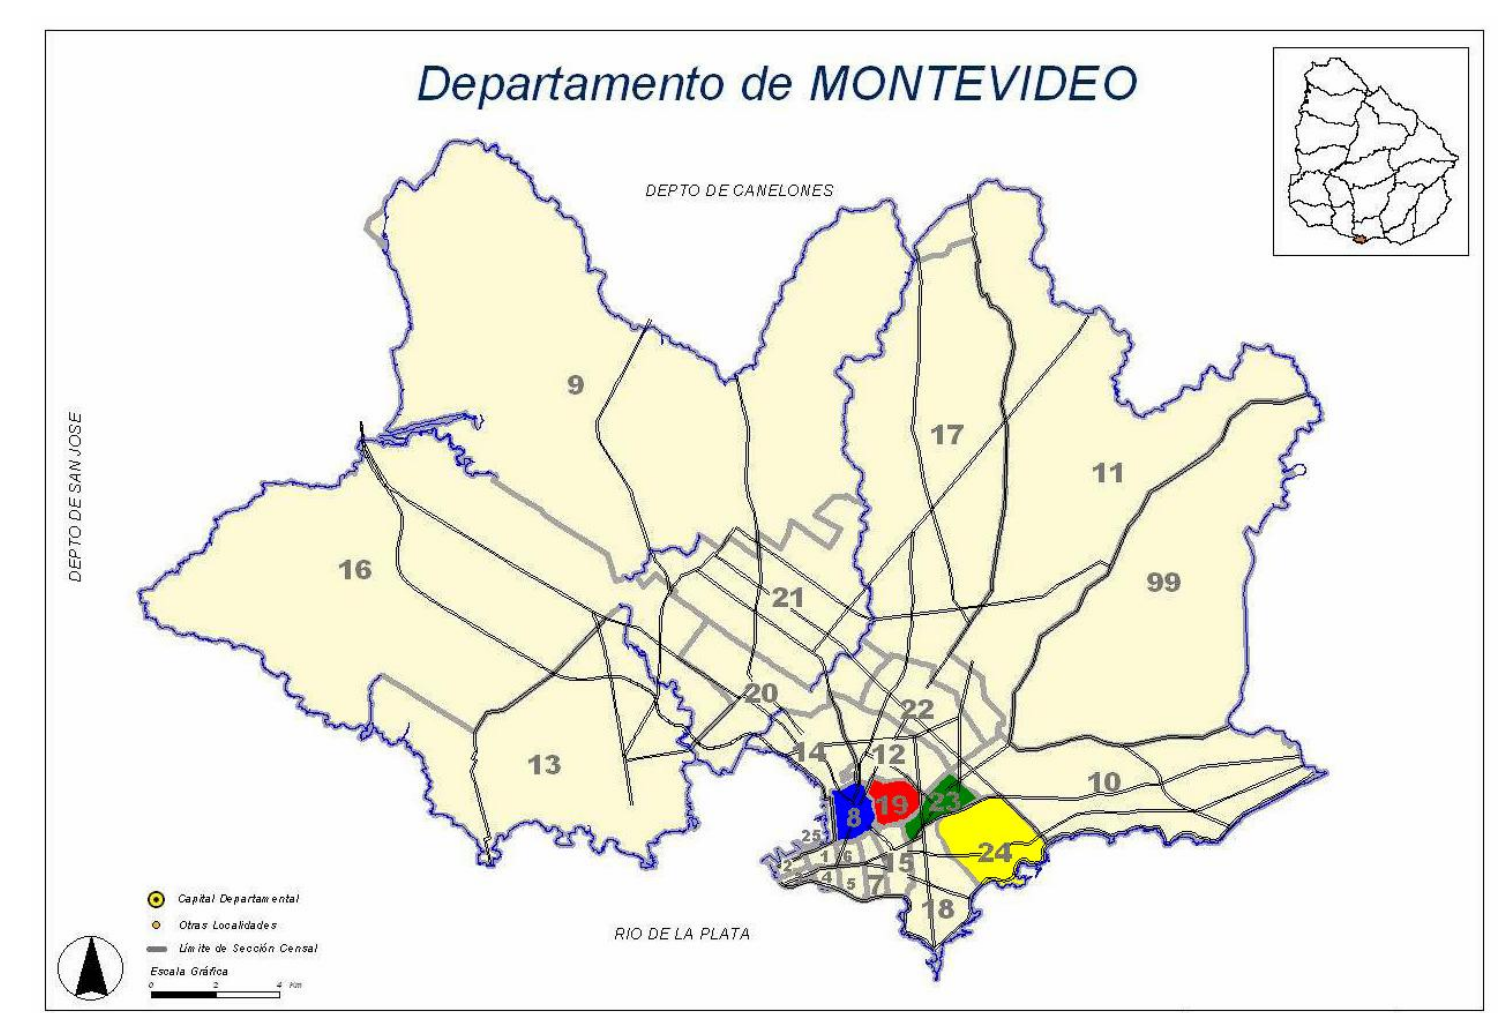 Departamento de MONTEVIDEO
DEPTO DE CANELONES
DEPTO DE SAN JOSE
9
17
11
16
99
21
20
22
14
12
13
10
8
19
23
25
1
6
15
24
2
3
4
5
7
18
RIO DE LA PLATA
Capital Departamental
Otras Localidades
Límite de Sección Censal
Escala Gráfica
0 2 4 Km